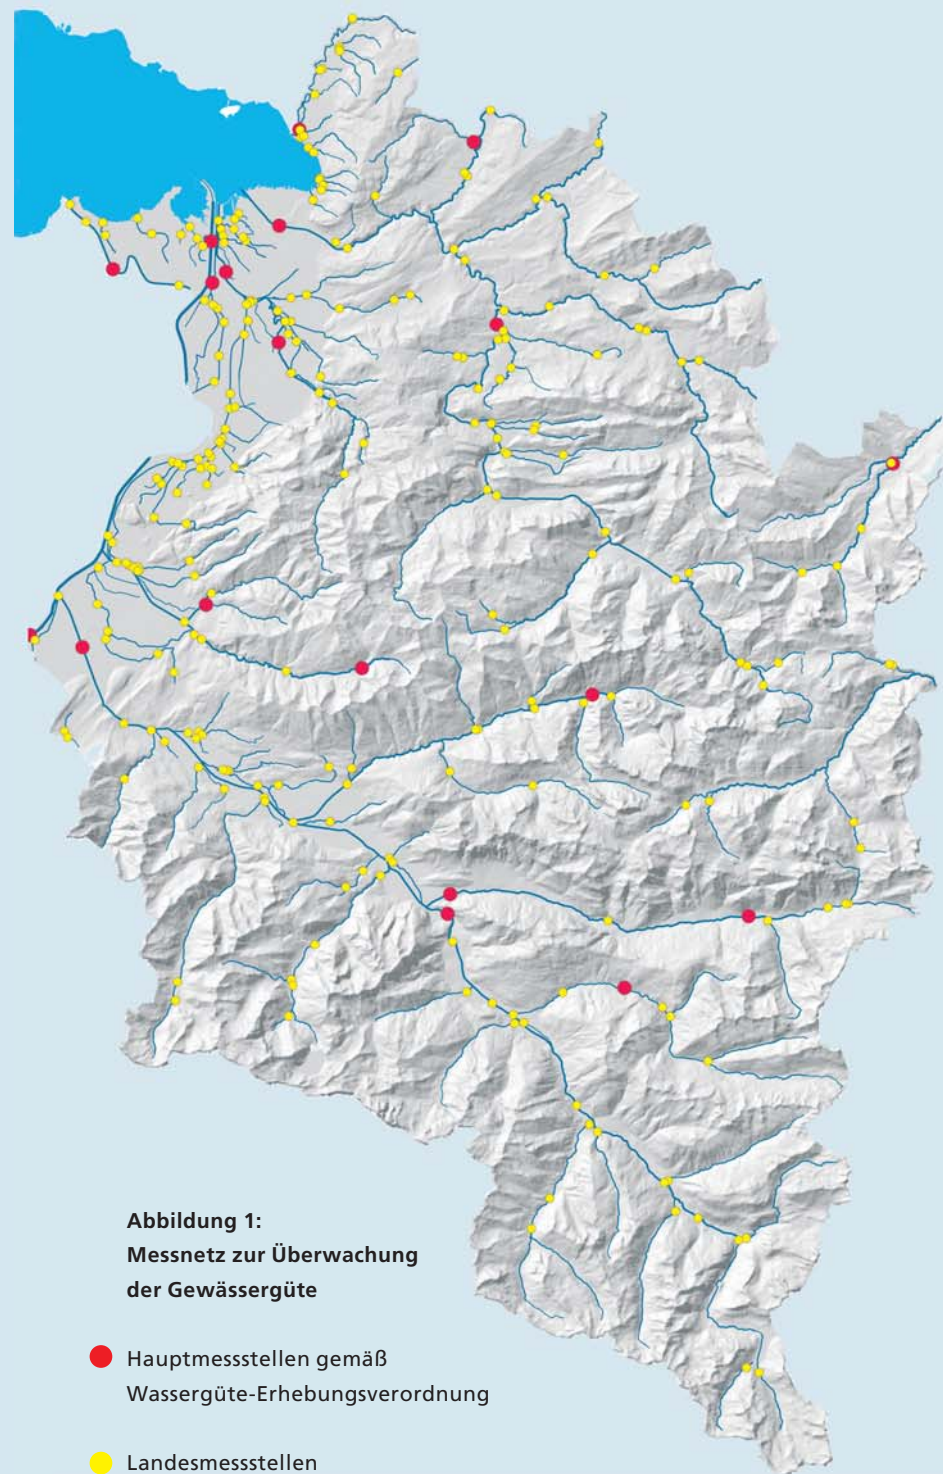 Abbildung 1:
Messnetz zur Überwachung
der Gewässergüte
Hauptmessstellen gemäß
Wassergüte-Erhebungsverordnung
Landesmessstellen